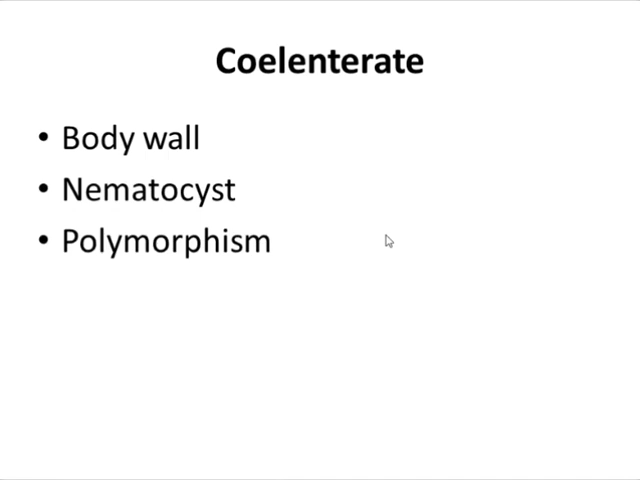 Coelenterate
• Body wall
• Nematocyst
• Polymorphism